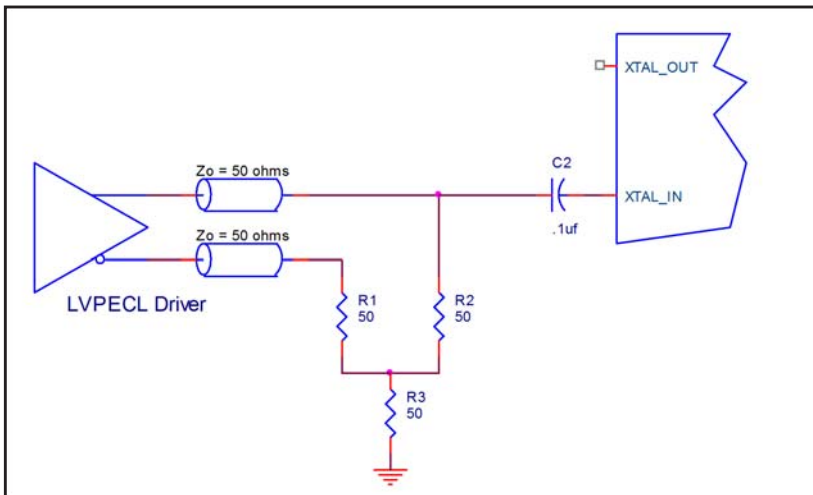 XTAL_OUT
Zo = 50 ohms
C2
XTAL_IN
.1uf
Zo = 50 ohms
LVPECL Driver
R1
50
R2
50
R3
50